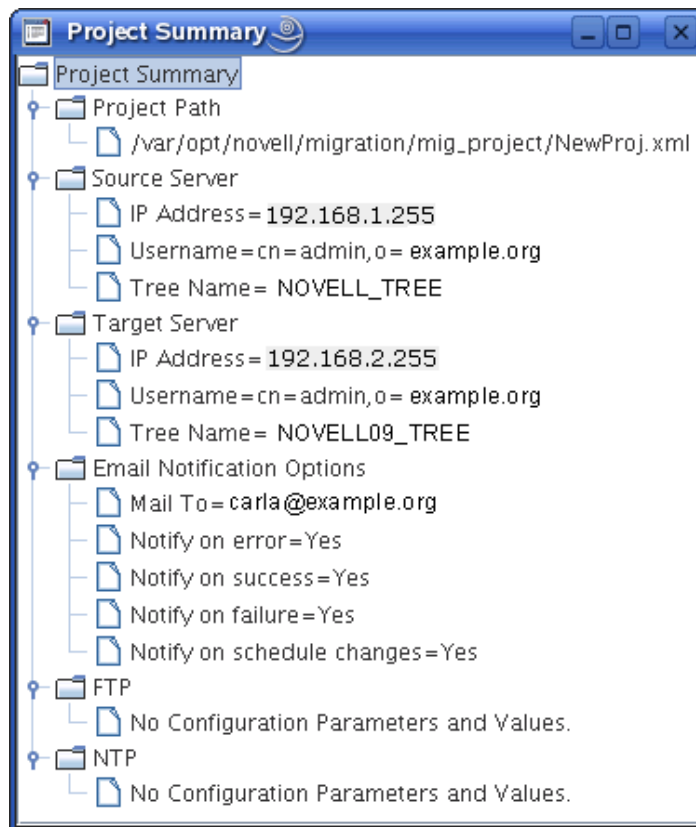 Project Summary
Project Summary
Project Path
/var/opt/novell/migration/mig_project/NewProj.xml
Source Server
IP Address=192.168.1.255
Username=cn=admin,o= example.org
Tree Name= NOVELL_TREE
Target Server
IP Address=192.168.2.255
Username=cn=admin,o= example.org
Tree Name= NOVELL09_TREE
Email Notification Options
Mail To=carla@example.org
Notify on error=Yes
Notify on success=Yes
Notify on failure=Yes
Notify on schedule changes=Yes
FTP
No Configuration Parameters and Values.
NTP
No Configuration Parameters and Values.